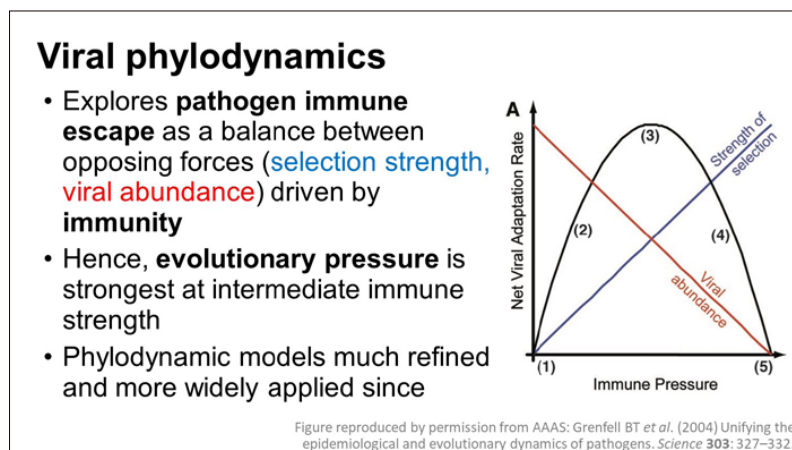 Viral phylodynamics
• Explores pathogen immune
escape as a balance between
opposing forces (selection strength,
viral abundance) driven by
immunity
• Hence, evolutionary pressure is
strongest at intermediate immune
strength
• Phylodynamic models much refined
and more widely applied since
A
Net Viral Adaptation Rate
(3)
Strength of
selection
(2)
(4)
Viral
abundance
(1)
(5)
Immune Pressure
Figure reproduced by permission from AAAS: Grenfell BT et al. (2004) Unifying the
epidemiological and evolutionary dynamics of pathogens. Science 303: 327–332